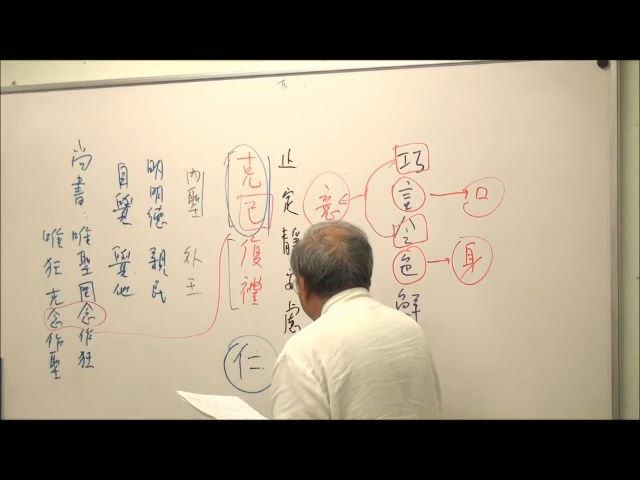 巧言令色鮮
口
身
意
止定靜安慮
克己復禮
仁
內聖外王
明明德親民
自覺覺他
尚書：唯聖罔念作狂
唯狂克念作聖